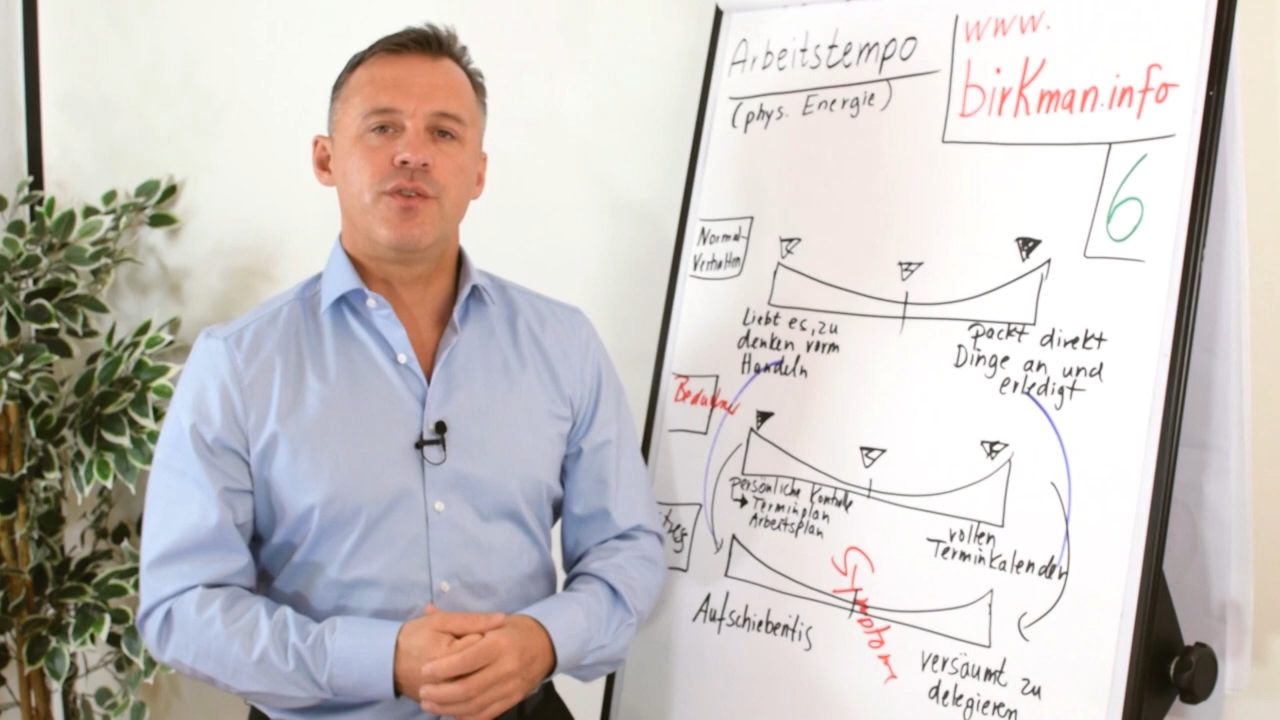 Arbeitstempo
(phys. Energie)
www.
birKman.info
6
Normal-
Verhalten
Liebt es, zu
denken vorm
Handeln
packt direkt
Dinge an und
erledigt
persönliche Kontrolle
→ Terminplan
Arbeitsplan
vollen
Terminkalender
Symptom
Aufschieberitis
versäumt zu
delegieren